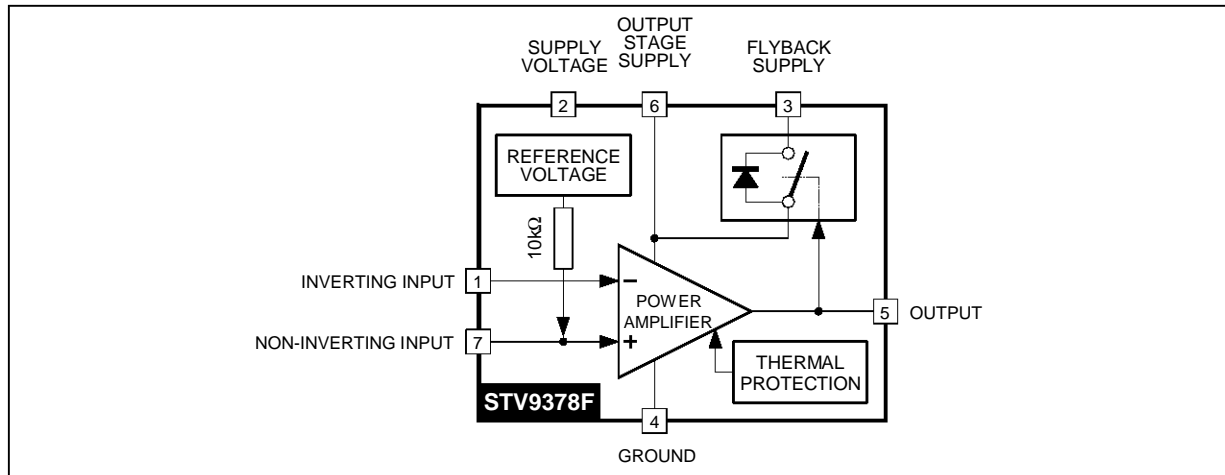 OUTPUT
STAGE
SUPPLY
SUPPLY
VOLTAGE
FLYBACK
SUPPLY
2
6
3
REFERENCE
VOLTAGE
10kΩ
INVERTING INPUT
1
−
POWER
AMPLIFIER
5
OUTPUT
NON-INVERTING INPUT
7
+
THERMAL
PROTECTION
STV9378F
4
GROUND